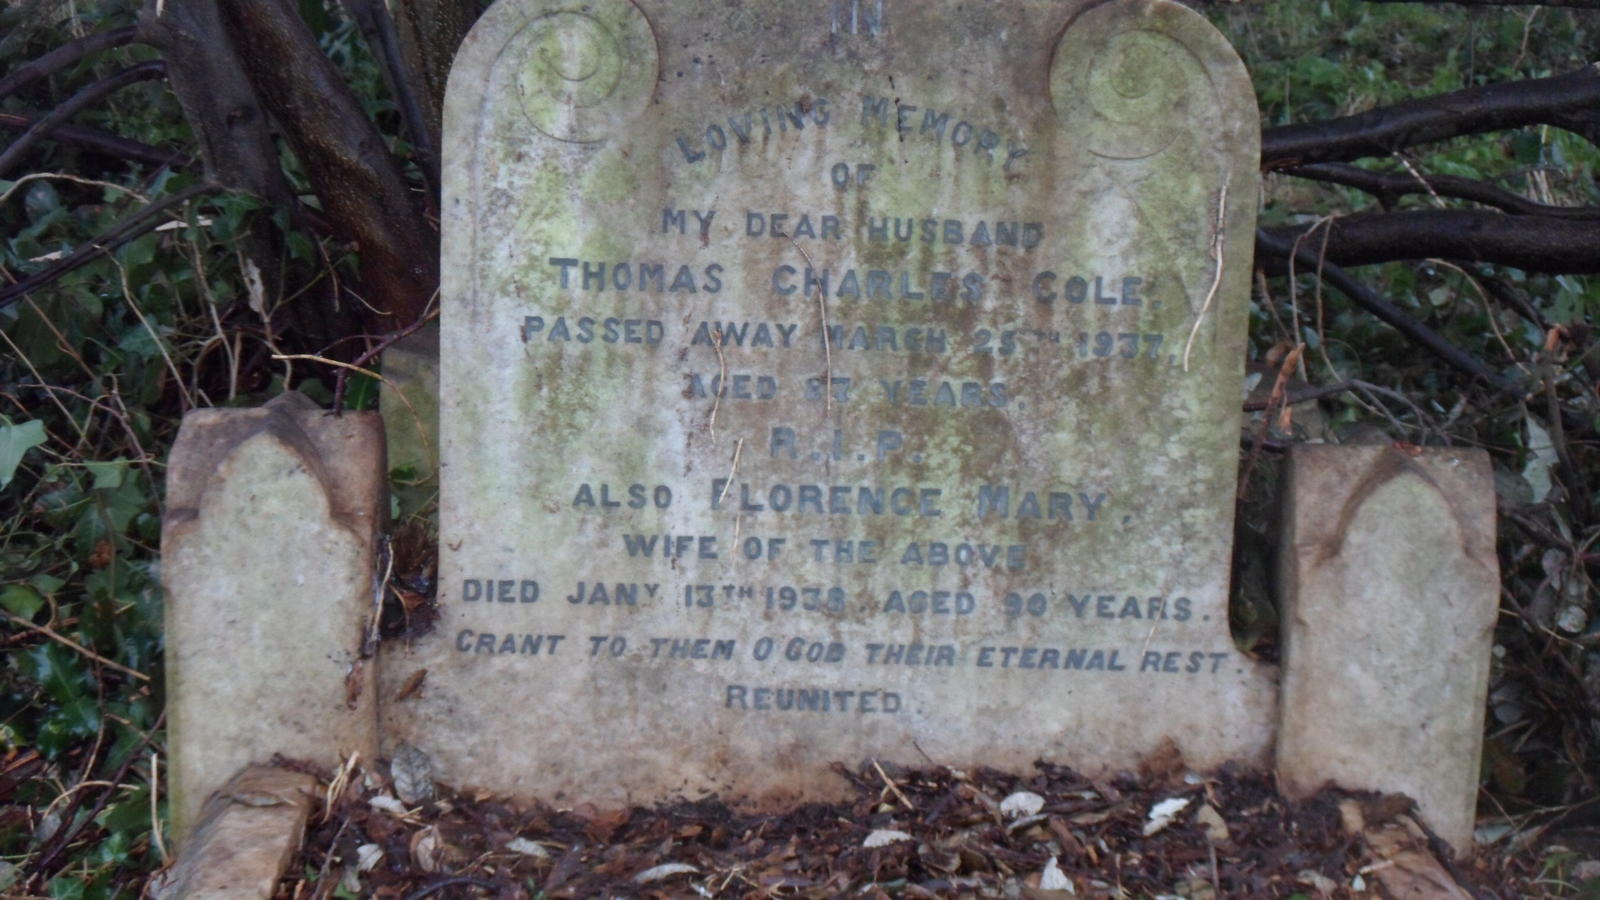 IN
LOVING MEMORY
OF
MY DEAR HUSBAND
THOMAS CHARLES COLE,
PASSED AWAY MARCH 25TH 1937,
AGED 87 YEARS.
R.I.P.
ALSO FLORENCE MARY,
WIFE OF THE ABOVE
DIED JANY 13TH 1938, AGED 90 YEARS.
GRANT TO THEM O GOD THEIR ETERNAL REST
REUNITED.